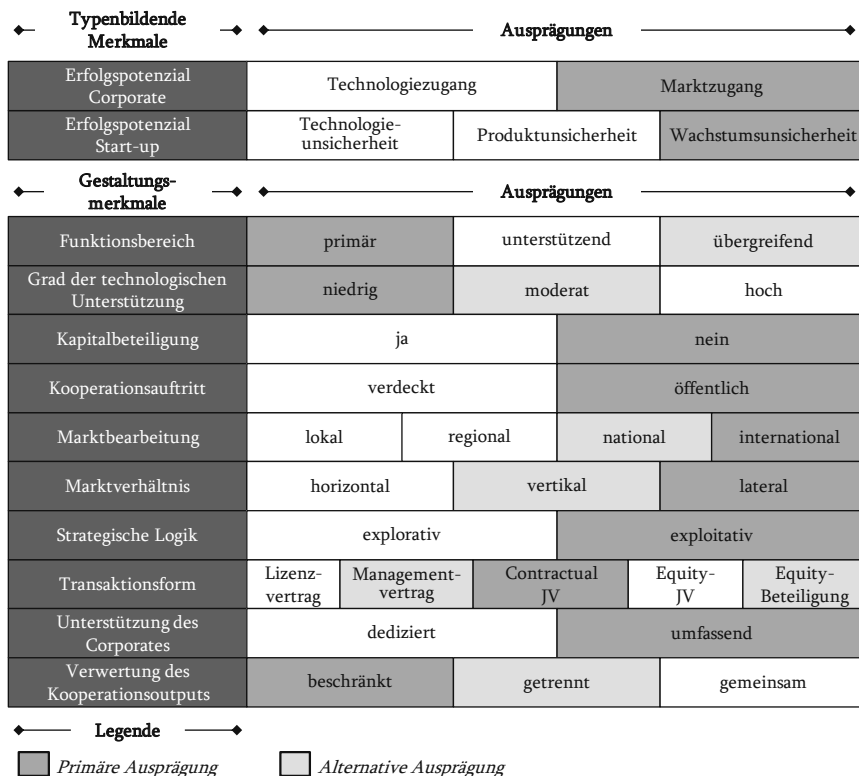 Typenbildende
Merkmale
Ausprägungen
Erfolgspotenzial
Corporate
Technologiezugang
Marktzugang
Erfolgspotenzial
Start-up
Technologie-
unsicherheit
Produktunsicherheit
Wachstumsunsicherheit
Gestaltungs-
merkmale
Ausprägungen
Funktionsbereich
primär
unterstützend
übergreifend
Grad der technologischen
Unterstützung
niedrig
moderat
hoch
Kapitalbeteiligung
ja
nein
Kooperationsauftritt
verdeckt
öffentlich
Marktbearbeitung
lokal
regional
national
international
Marktverhältnis
horizontal
vertikal
lateral
Strategische Logik
explorativ
exploitativ
Transaktionsform
Lizenz-
vertrag
Management-
vertrag
Contractual
JV
Equity-
JV
Equity-
Beteiligung
Unterstützung des
Corporates
dediziert
umfassend
Verwertung des
Kooperationsoutputs
beschränkt
getrennt
gemeinsam
Legende
Primäre Ausprägung
Alternative Ausprägung